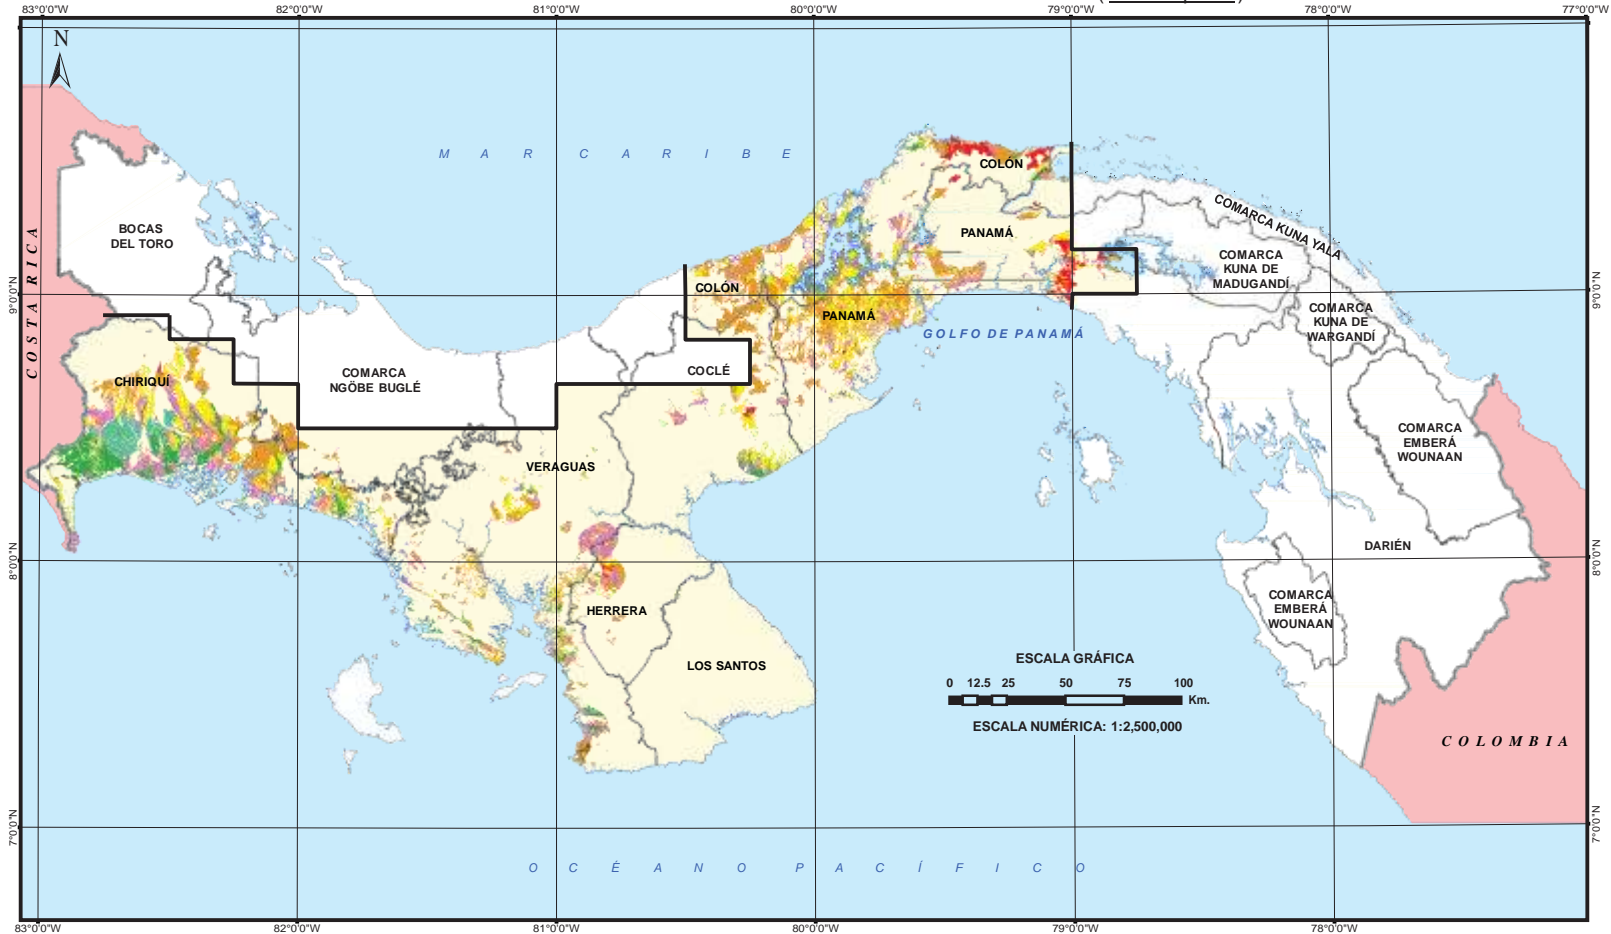 83°0'0"W
82°0'0"W
81°0'0"W
80°0'0"W
79°0'0"W
78°0'0"W
77°0'0"W
N
MAR CARIBE
COLÓN
COMARCA KUNA YALA
BOCAS
DEL TORO
PANAMÁ
COMARCA
KUNA DE
MADUGANDÍ
COSTA RICA
9°0'0"N
COLÓN
9°0'0"N
PANAMÁ
COMARCA
KUNA DE
WARGANDÍ
GOLFO DE PANAMÁ
CHIRIQUÍ
COMARCA
NGÖBE BUGLÉ
COCLÉ
COMARCA
EMBERÁ
WOUNAAN
VERAGUAS
8°0'0"N
DARIÉN
8°0'0"N
COMARCA
EMBERÁ
WOUNAAN
HERRERA
LOS SANTOS
ESCALA GRÁFICA
0 12.5 25 50 75 100
Km.
ESCALA NUMÉRICA: 1:2,500,000
COLOMBIA
7°0'0"N
7°0'0"N
OCÉANO PACÍFICO
83°0'0"W
82°0'0"W
81°0'0"W
80°0'0"W
79°0'0"W
78°0'0"W